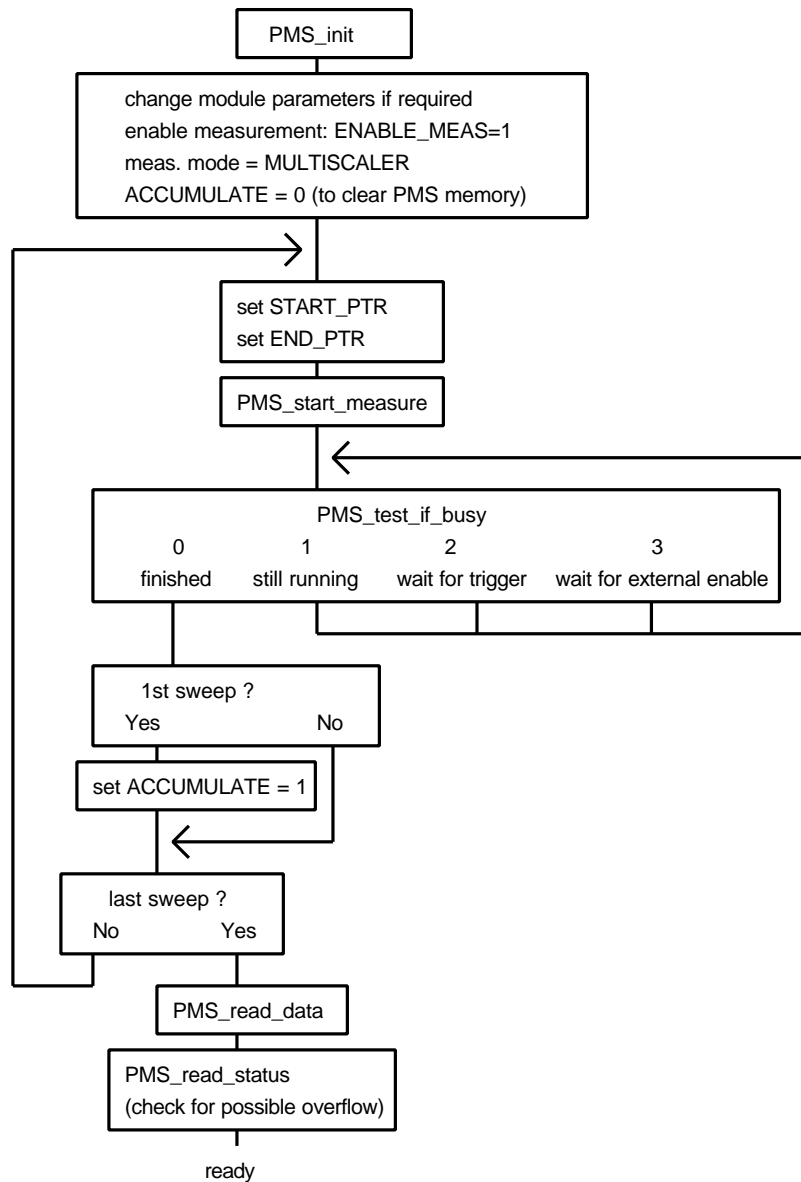 PMS_init
change module parameters if required
enable measurement: ENABLE_MEAS=1
meas. mode = MULTISCALER
ACCUMULATE = 0 (to clear PMS memory)
set START_PTR
set END_PTR
PMS_start_measure
PMS_test_if_busy
0 1 2 3
finished still running wait for trigger wait for external enable
1st sweep ?
Yes No
set ACCUMULATE = 1
last sweep ?
No Yes
PMS_read_data
PMS_read_status
(check for possible overflow)
ready